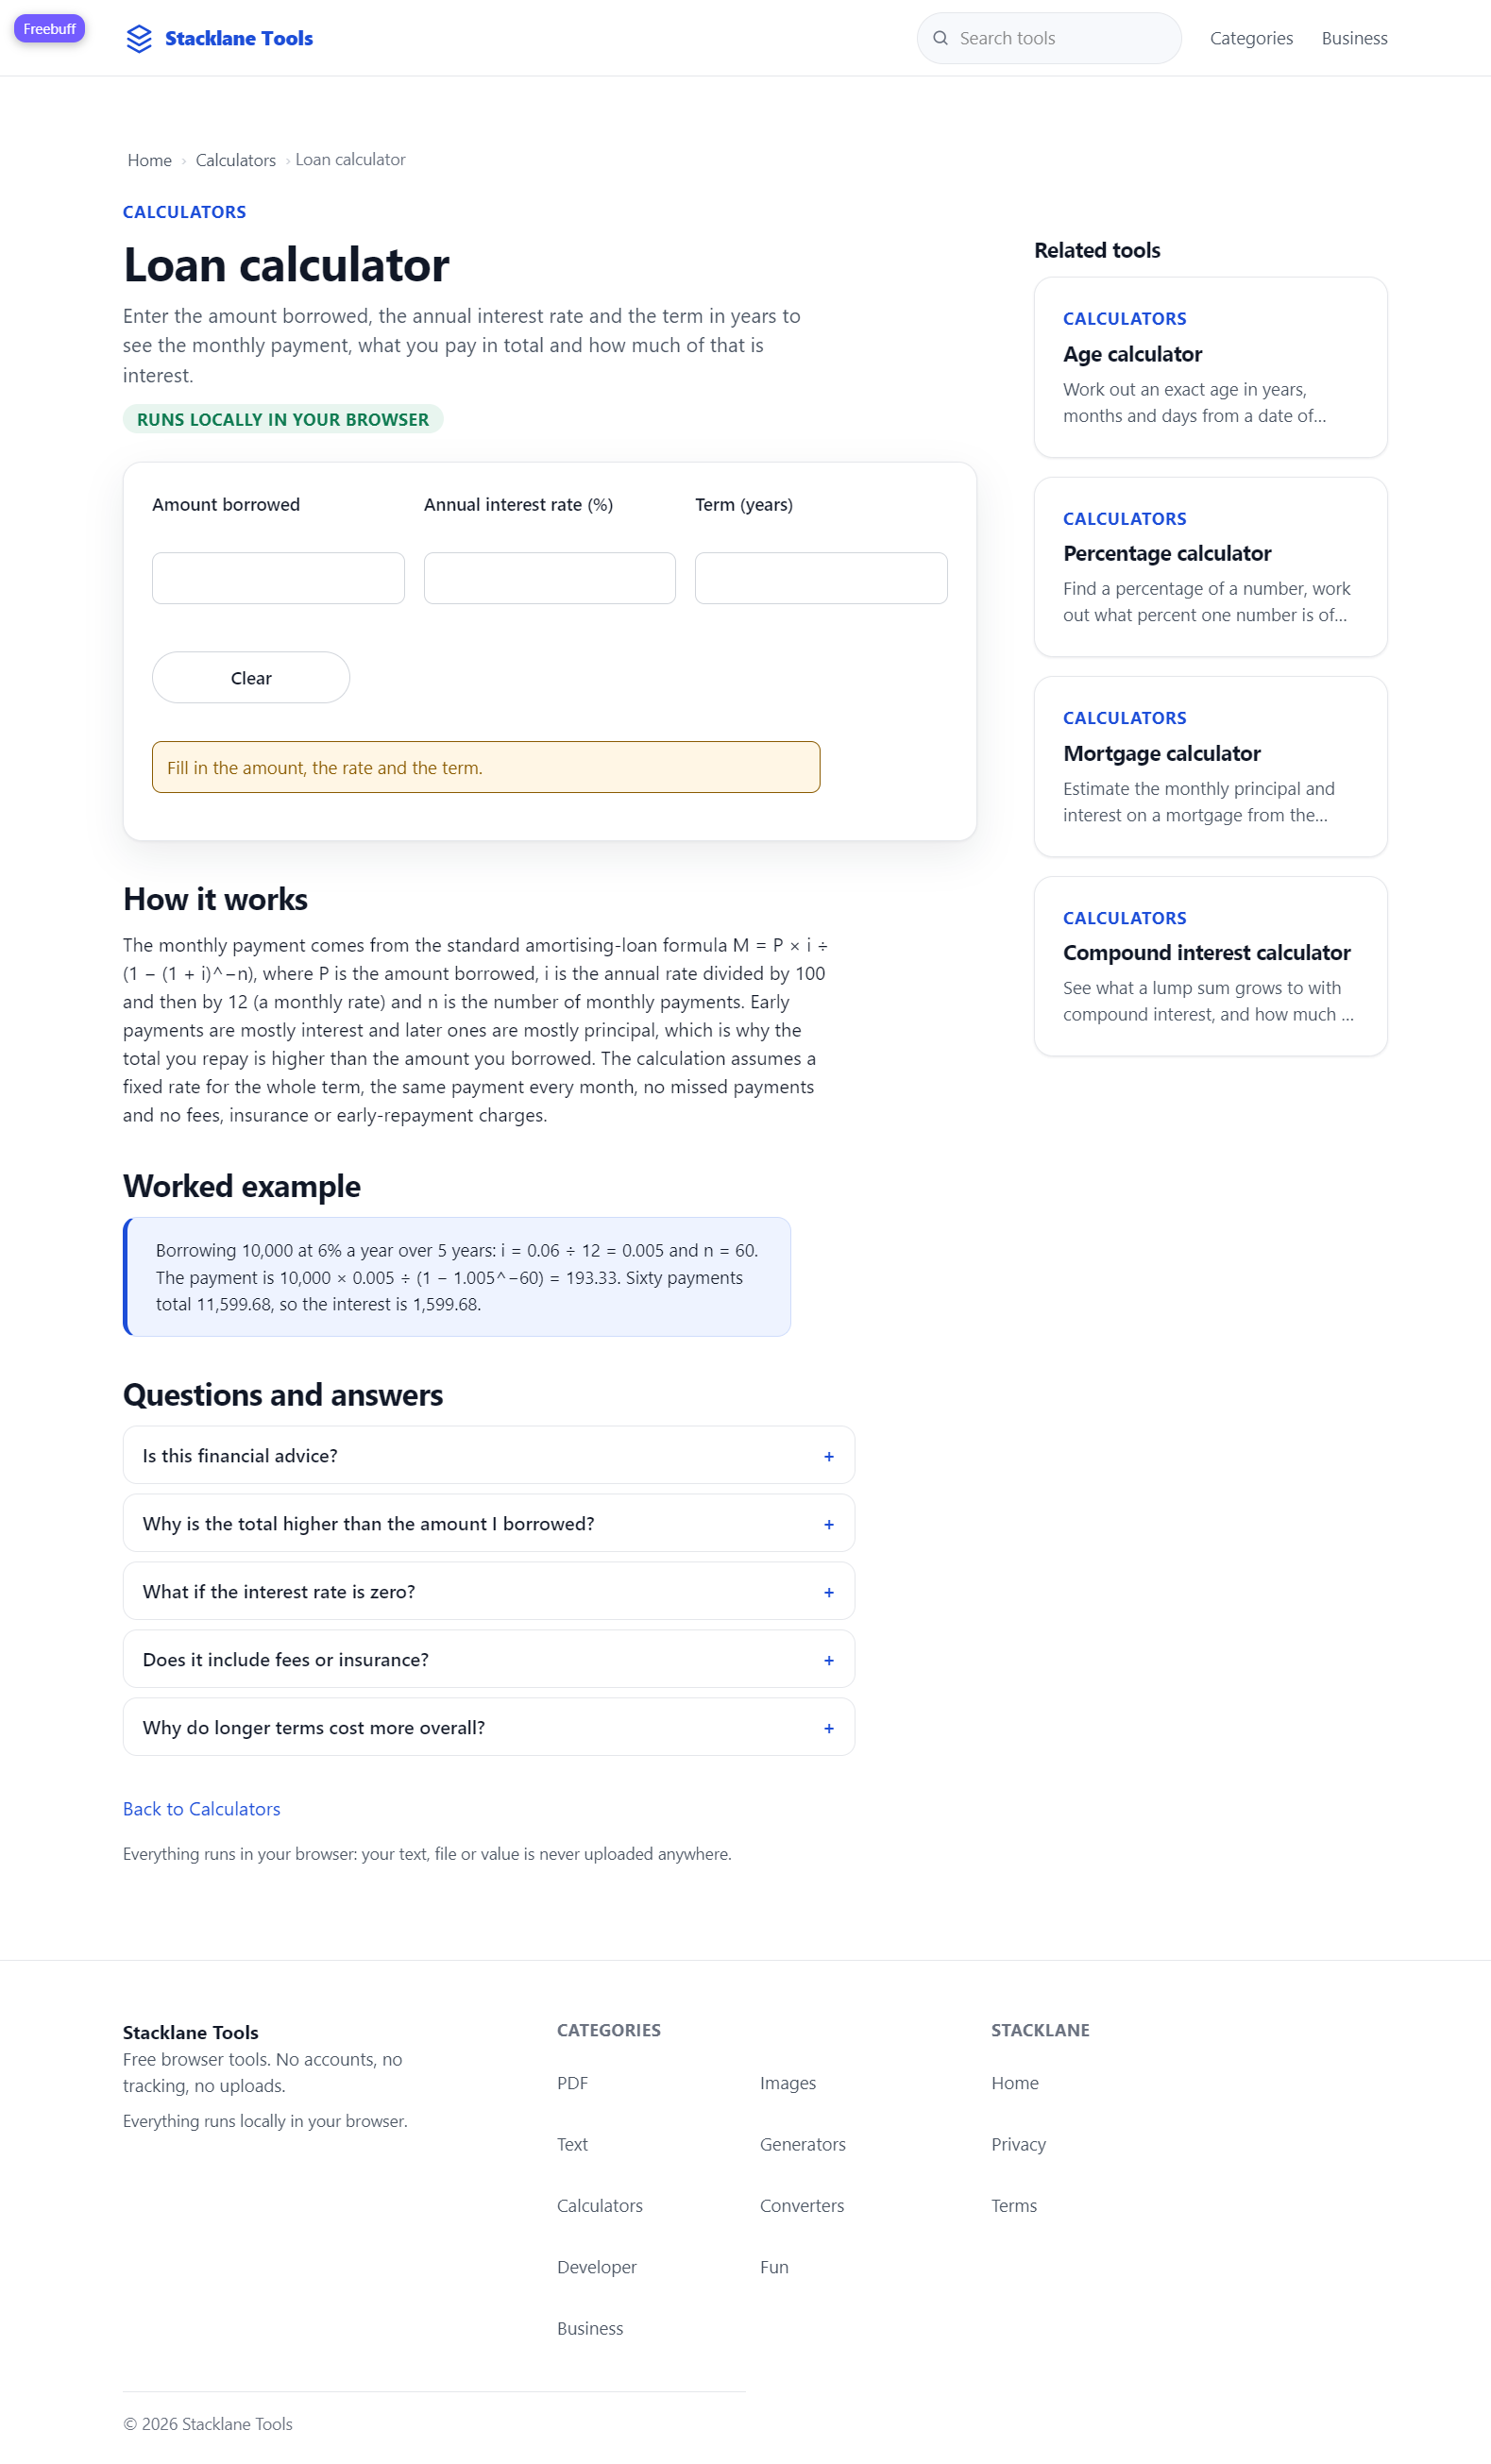 Freebuff
Stacklane Tools
Search tools
Categories
Business
Home › Calculators › Loan calculator
CALCULATORS
Loan calculator
Enter the amount borrowed, the annual interest rate and the term in years to
see the monthly payment, what you pay in total and how much of that is
interest.
RUNS LOCALLY IN YOUR BROWSER
Amount borrowed
Annual interest rate (%)
Term (years)
Clear
Fill in the amount, the rate and the term.
How it works
The monthly payment comes from the standard amortising-loan formula M = P × i ÷
(1 − (1 + i)^−n), where P is the amount borrowed, i is the annual rate divided by 100
and then by 12 (a monthly rate) and n is the number of monthly payments. Early
payments are mostly interest and later ones are mostly principal, which is why the
total you repay is higher than the amount you borrowed. The calculation assumes a
fixed rate for the whole term, the same payment every month, no missed payments
and no fees, insurance or early-repayment charges.
Worked example
Borrowing 10,000 at 6% a year over 5 years: i = 0.06 ÷ 12 = 0.005 and n = 60.
The payment is 10,000 × 0.005 ÷ (1 − 1.005^−60) = 193.33. Sixty payments
total 11,599.68, so the interest is 1,599.68.
Questions and answers
Is this financial advice? +
Why is the total higher than the amount I borrowed? +
What if the interest rate is zero? +
Does it include fees or insurance? +
Why do longer terms cost more overall? +
Back to Calculators
Everything runs in your browser: your text, file or value is never uploaded anywhere.
Related tools
CALCULATORS
Age calculator
Work out an exact age in years,
months and days from a date of...
CALCULATORS
Percentage calculator
Find a percentage of a number, work
out what percent one number is of...
CALCULATORS
Mortgage calculator
Estimate the monthly principal and
interest on a mortgage from the...
CALCULATORS
Compound interest calculator
See what a lump sum grows to with
compound interest, and how much ...
Stacklane Tools
Free browser tools. No accounts, no
tracking, no uploads.
Everything runs locally in your browser.
CATEGORIES
PDF
Images
Text
Generators
Calculators
Converters
Developer
Fun
Business
STACKLANE
Home
Privacy
Terms
© 2026 Stacklane Tools